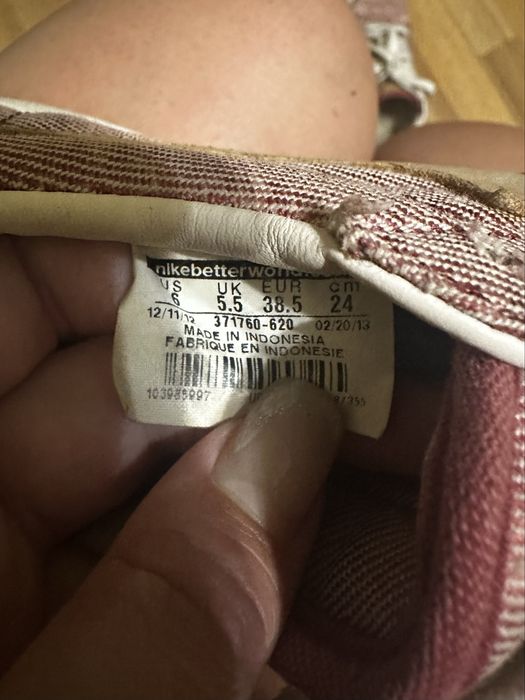 nikebetterworld
US UK EUR cm
6 5.5 38.5 24
12/11/12 371760-620 02/20/13
MADE IN INDONESIA
FABRIQUE EN INDONESIE